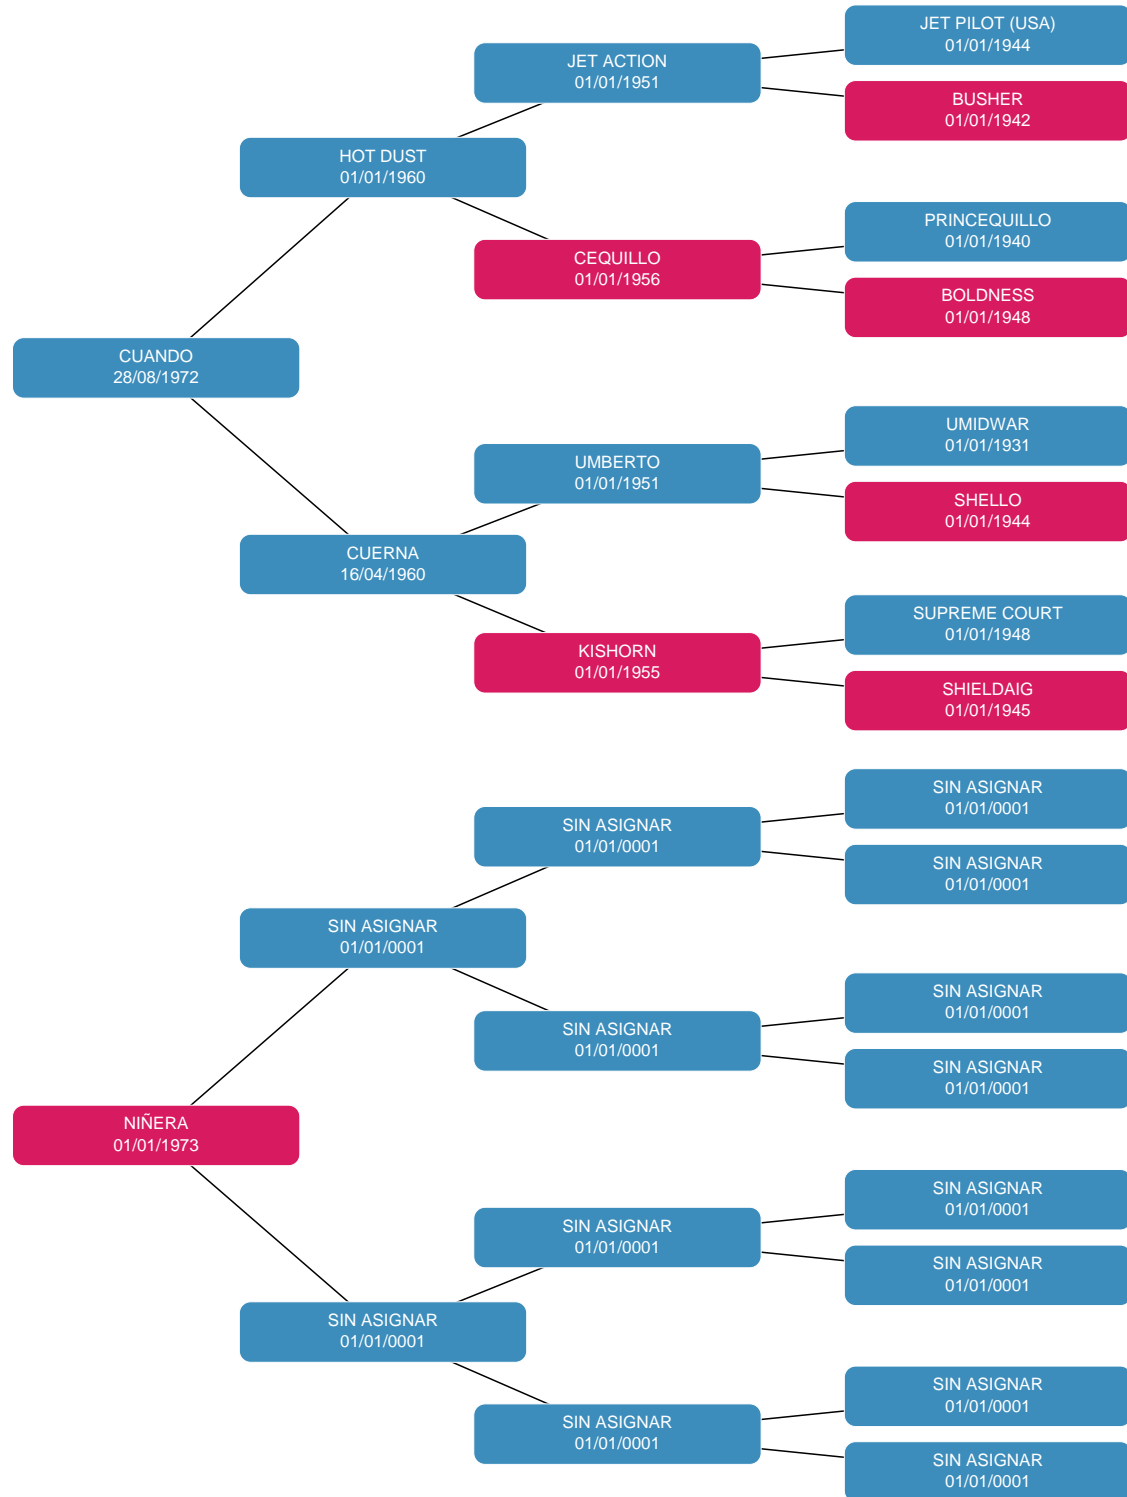 JET PILOT (USA)
01/01/1944
JET ACTION
01/01/1951
BUSHER
01/01/1942
HOT DUST
01/01/1960
PRINCEQUILLO
01/01/1940
CEQUILLO
01/01/1956
BOLDNESS
01/01/1948
CUANDO
28/08/1972
UMIDWAR
01/01/1931
UMBERTO
01/01/1951
SHELLO
01/01/1944
CUERNA
16/04/1960
SUPREME COURT
01/01/1948
KISHORN
01/01/1955
SHIELDAIG
01/01/1945
SIN ASIGNAR
01/01/0001
SIN ASIGNAR
01/01/0001
SIN ASIGNAR
01/01/0001
SIN ASIGNAR
01/01/0001
SIN ASIGNAR
01/01/0001
SIN ASIGNAR
01/01/0001
SIN ASIGNAR
01/01/0001
NIÑERA
01/01/1973
SIN ASIGNAR
01/01/0001
SIN ASIGNAR
01/01/0001
SIN ASIGNAR
01/01/0001
SIN ASIGNAR
01/01/0001
SIN ASIGNAR
01/01/0001
SIN ASIGNAR
01/01/0001
SIN ASIGNAR
01/01/0001